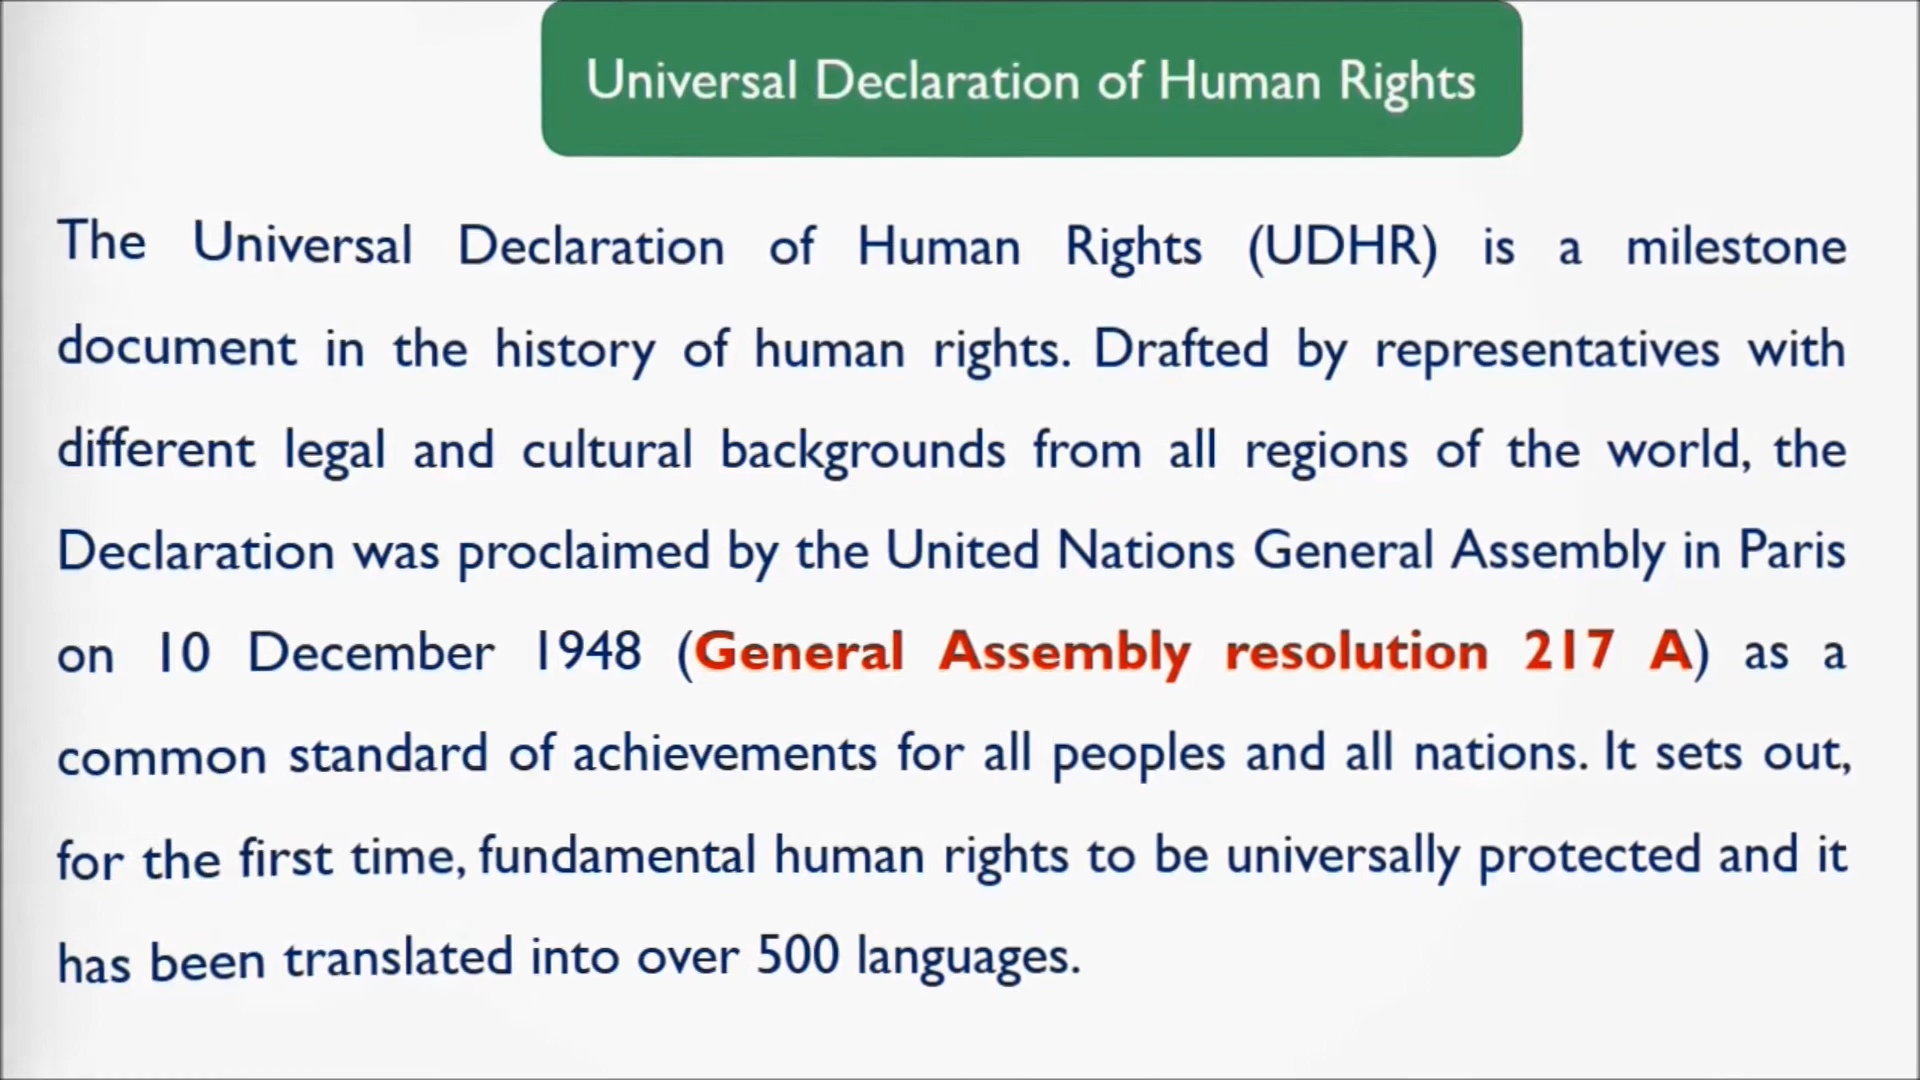 Universal Declaration of Human Rights
The Universal Declaration of Human Rights (UDHR) is a milestone
document in the history of human rights. Drafted by representatives with
different legal and cultural backgrounds from all regions of the world, the
Declaration was proclaimed by the United Nations General Assembly in Paris
on 10 December 1948 (General Assembly resolution 217 A) as a
common standard of achievements for all peoples and all nations. It sets out,
for the first time, fundamental human rights to be universally protected and it
has been translated into over 500 languages.